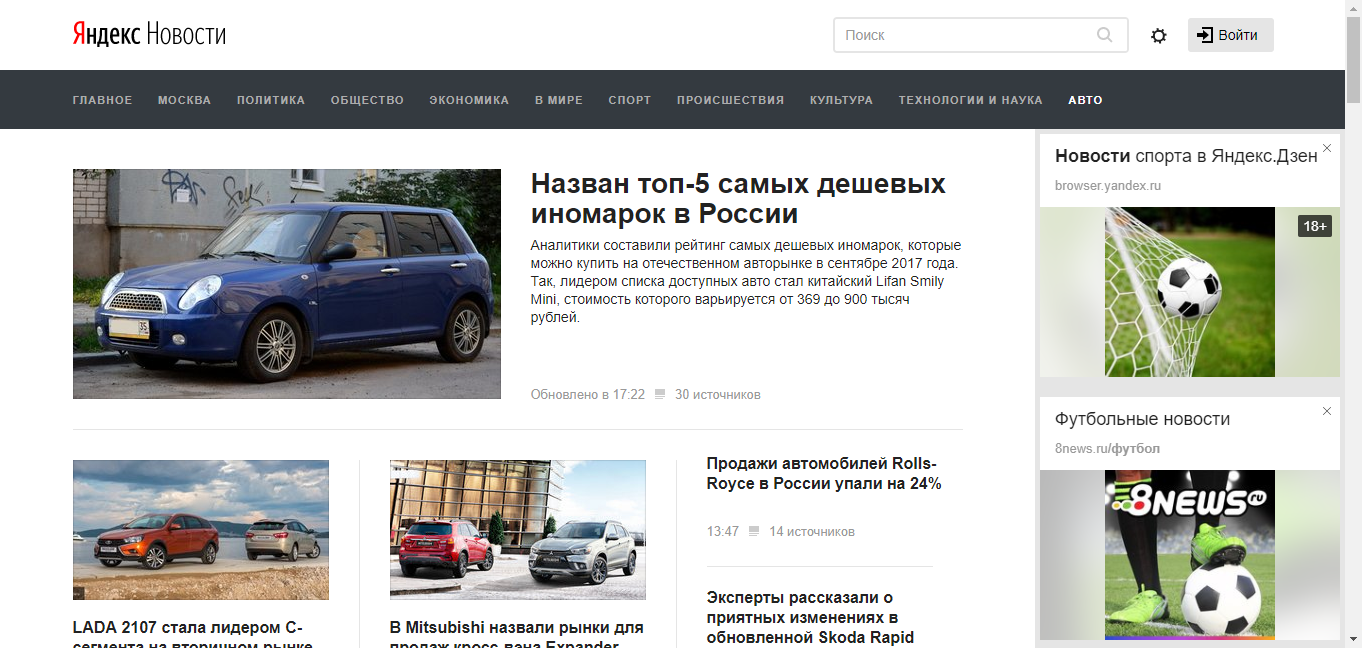 Яндекс Новости
Поиск
Войти
ГЛАВНОЕ МОСКВА ПОЛИТИКА ОБЩЕСТВО ЭКОНОМИКА В МИРЕ СПОРТ ПРОИСШЕСТВИЯ КУЛЬТУРА ТЕХНОЛОГИИ И НАУКА АВТО
Назван топ-5 самых дешевых
иномарок в России
Аналитики составили рейтинг самых дешевых иномарок, которые
можно купить на отечественном авторынке в сентябре 2017 года.
Так, лидером списка доступных авто стал китайский Lifan Smily
Mini, стоимость которого варьируется от 369 до 900 тысяч
рублей.
Обновлено в 17:22 30 источников
35
LADA 2107 стала лидером C-
сегмента на вторичном рынке
В Mitsubishi назвали рынки для
продаж кросс-вэна Expander
Продажи автомобилей Rolls-
Royce в России упали на 24%
13:47 14 источников
Эксперты рассказали о
приятных изменениях в
обновленной Skoda Rapid
Новости спорта в Яндекс.Дзен
browser.yandex.ru
18+
Футбольные новости
8news.ru/футбол
8NEWS.ru